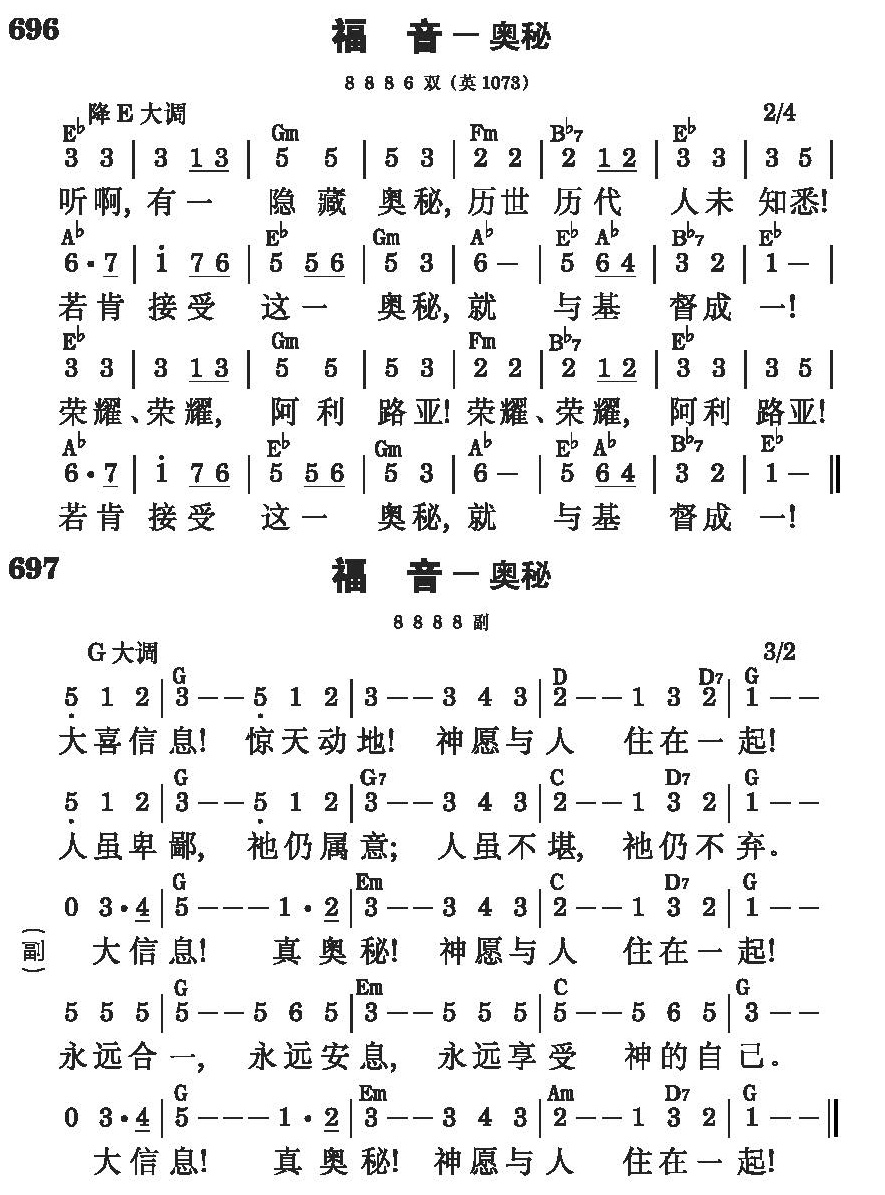 696
福 音 — 奥秘
8 8 8 6 双 (英 1073)
降 E 大调 2/4
E♭ Gm Fm B♭7 E♭
3 3 | 3 1 3 | 5 5 | 5 3 | 2 2 | 2 1 2 | 3 3 | 3 5 |
听啊, 有一 隐藏 奥秘, 历世 历代 人未 知悉!
A♭ E♭ Gm A♭ E♭ A♭ B♭7 E♭
6 · 7 | 1̇ 7 6 | 5 5 6 | 5 3 | 6 — | 5 6 4 | 3 2 | 1 — |
若肯 接受 这一 奥秘, 就 与基 督成 一!
E♭ Gm Fm B♭7 E♭
3 3 | 3 1 3 | 5 5 | 5 3 | 2 2 | 2 1 2 | 3 3 | 3 5 |
荣耀、荣耀, 阿利 路亚! 荣耀、荣耀, 阿利 路亚!
A♭ E♭ Gm A♭ E♭ A♭ B♭7 E♭
6 · 7 | 1̇ 7 6 | 5 5 6 | 5 3 | 6 — | 5 6 4 | 3 2 | 1 — ‖
若肯 接受 这一 奥秘, 就 与基 督成 一!
697
福 音 — 奥秘
8 8 8 8 副
G 大调 3/2
G D D7 G
5̣ 1 2 | 3 — — 5̣ 1 2 | 3 — — 3 4 3 | 2 — — 1 3 2 | 1 — —
大喜信息! 惊天动地! 神愿与人 住在一起!
G G7 C D7 G
5̣ 1 2 | 3 — — 5̣ 1 2 | 3 — — 3 4 3 | 2 — — 1 3 2 | 1 — —
人虽卑鄙, 祂仍属意; 人虽不堪, 祂仍不弃。
G Em C D7 G
0 3 · 4 | 5 — — — 1 · 2 | 3 — — 3 4 3 | 2 — — 1 3 2 | 1 — —
(副) 大信息! 真奥秘! 神愿与人 住在一起!
G Em C G
5 5 5 | 5 — — 5 6 5 | 3 — — 5 5 5 | 5 — — 5 6 5 | 3 — —
永远合一, 永远安息, 永远享受 神的自己。
G Em Am D7 G
0 3 · 4 | 5 — — — 1 · 2 | 3 — — 3 4 3 | 2 — — 1 3 2 | 1 — — ‖
大信息! 真奥秘! 神愿与人 住在一起!